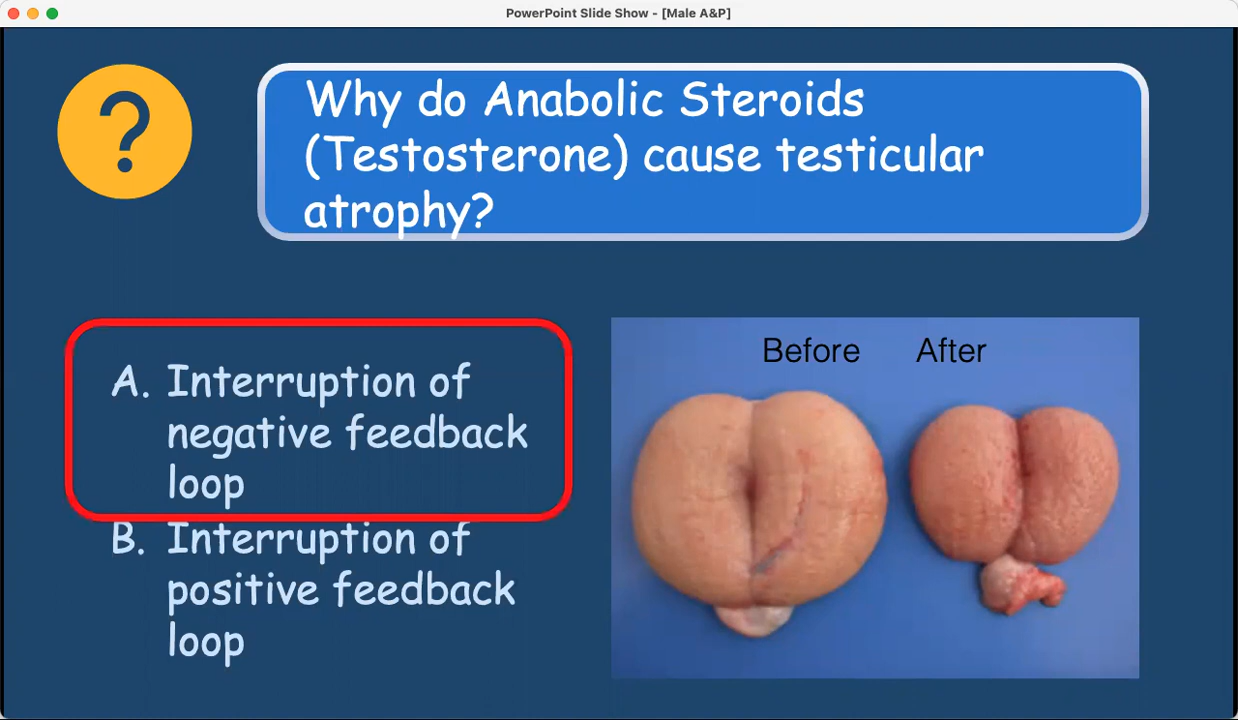 PowerPoint Slide Show - [Male A&P]
?
Why do Anabolic Steroids
(Testosterone) cause testicular
atrophy?
Before After
A. Interruption of
negative feedback
loop
B. Interruption of
positive feedback
loop